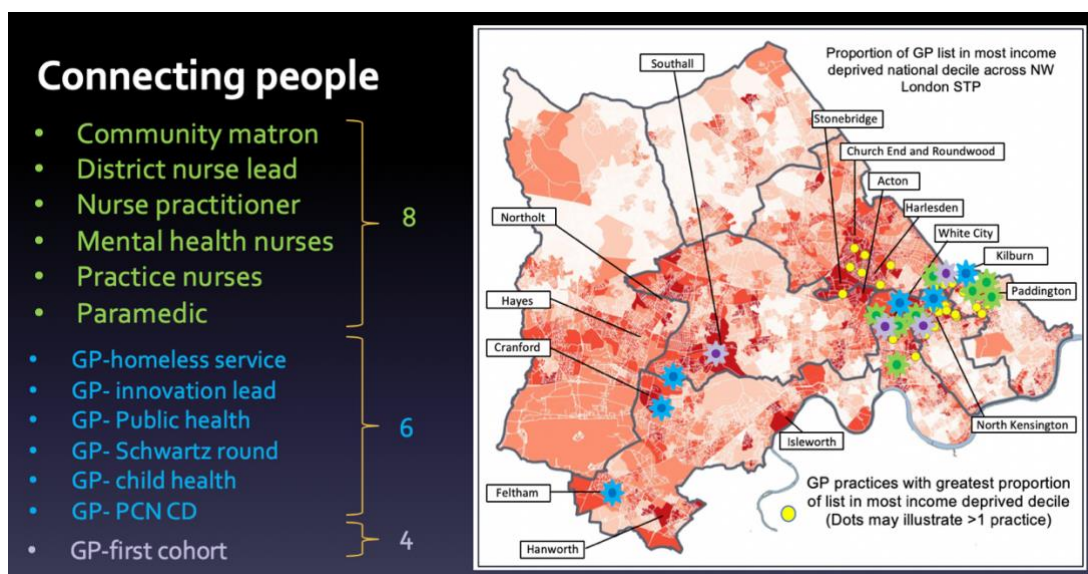 Connecting people
• Community matron
• District nurse lead
• Nurse practitioner
• Mental health nurses
• Practice nurses
• Paramedic
8
• GP-homeless service
• GP- innovation lead
• GP- Public health
• GP- Schwartz round
• GP- child health
• GP- PCN CD
6
• GP-first cohort
4
Proportion of GP list in most income
deprived national decile across NW
London STP
Southall
Stonebridge
Church End and Roundwood
Acton
Harlesden
White City
Kilburn
Paddington
Northolt
Hayes
Cranford
North Kensington
Isleworth
Feltham
Hanworth
GP practices with greatest proportion
of list in most income deprived decile
(Dots may illustrate >1 practice)